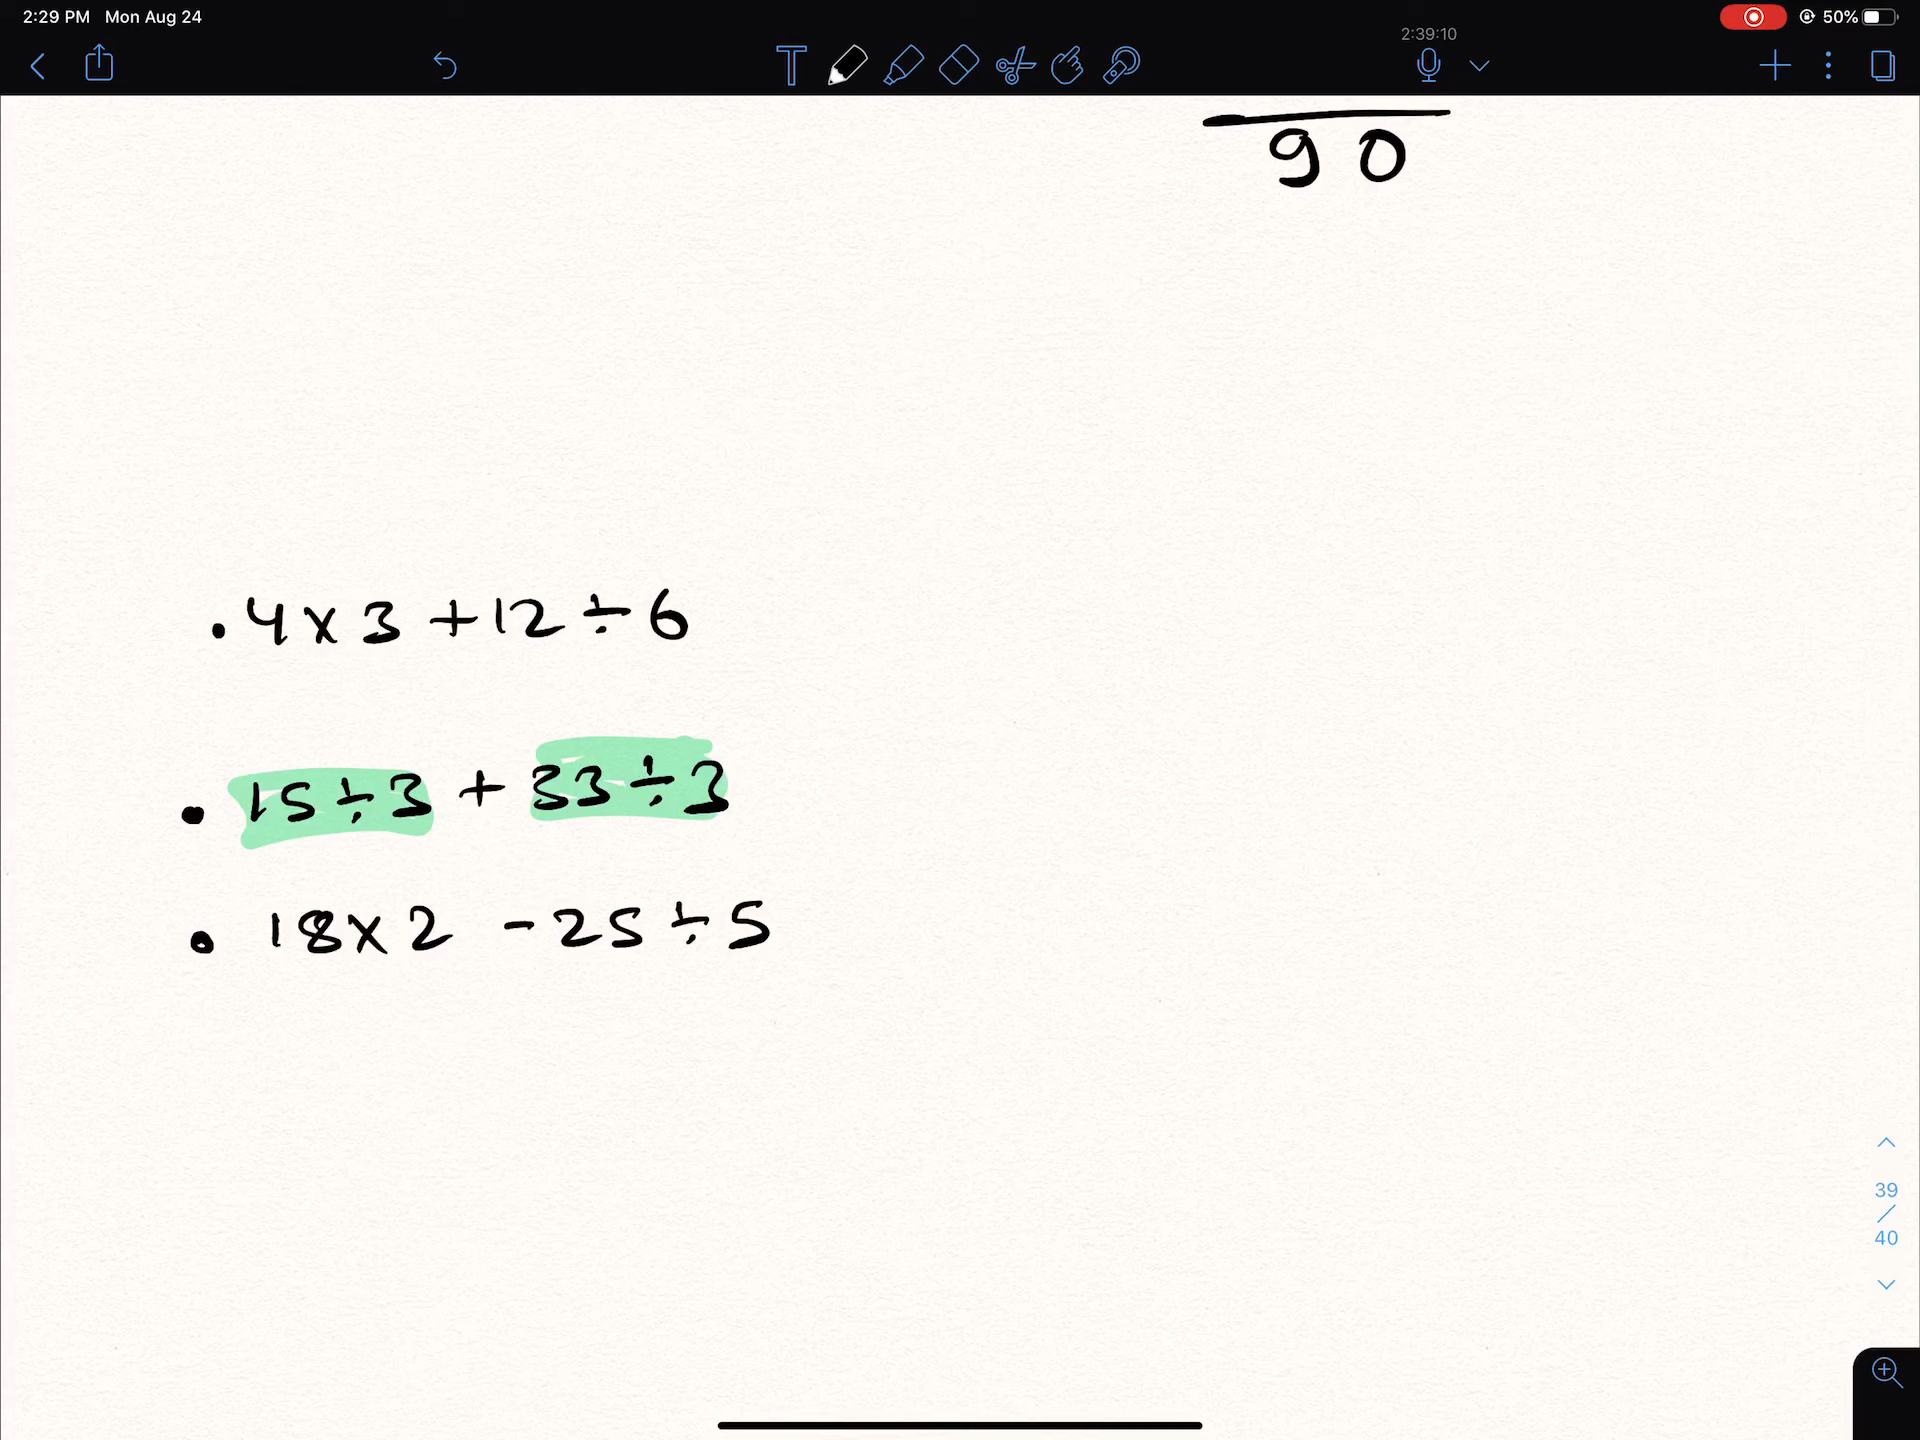 2:29 PM Mon Aug 24
50%
2:39:10
90
• 4 x 3 + 12 ÷ 6
• 15 ÷ 3 + 33 ÷ 3
• 18 x 2 - 25 ÷ 5
39
/
40